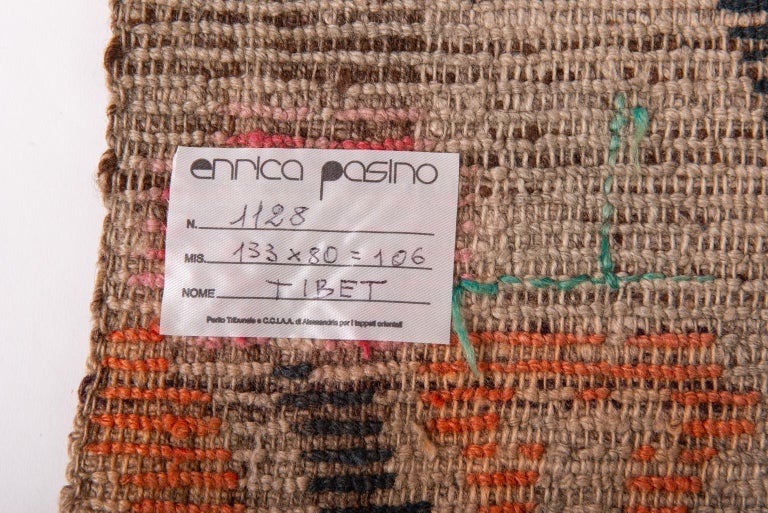 enrica pasino
N. 1128
MIS. 133 x 80 = 106
NOME TIBET
Perito Tribunale e C.C.I.A.A. di Alessandria per i tappeti orientali